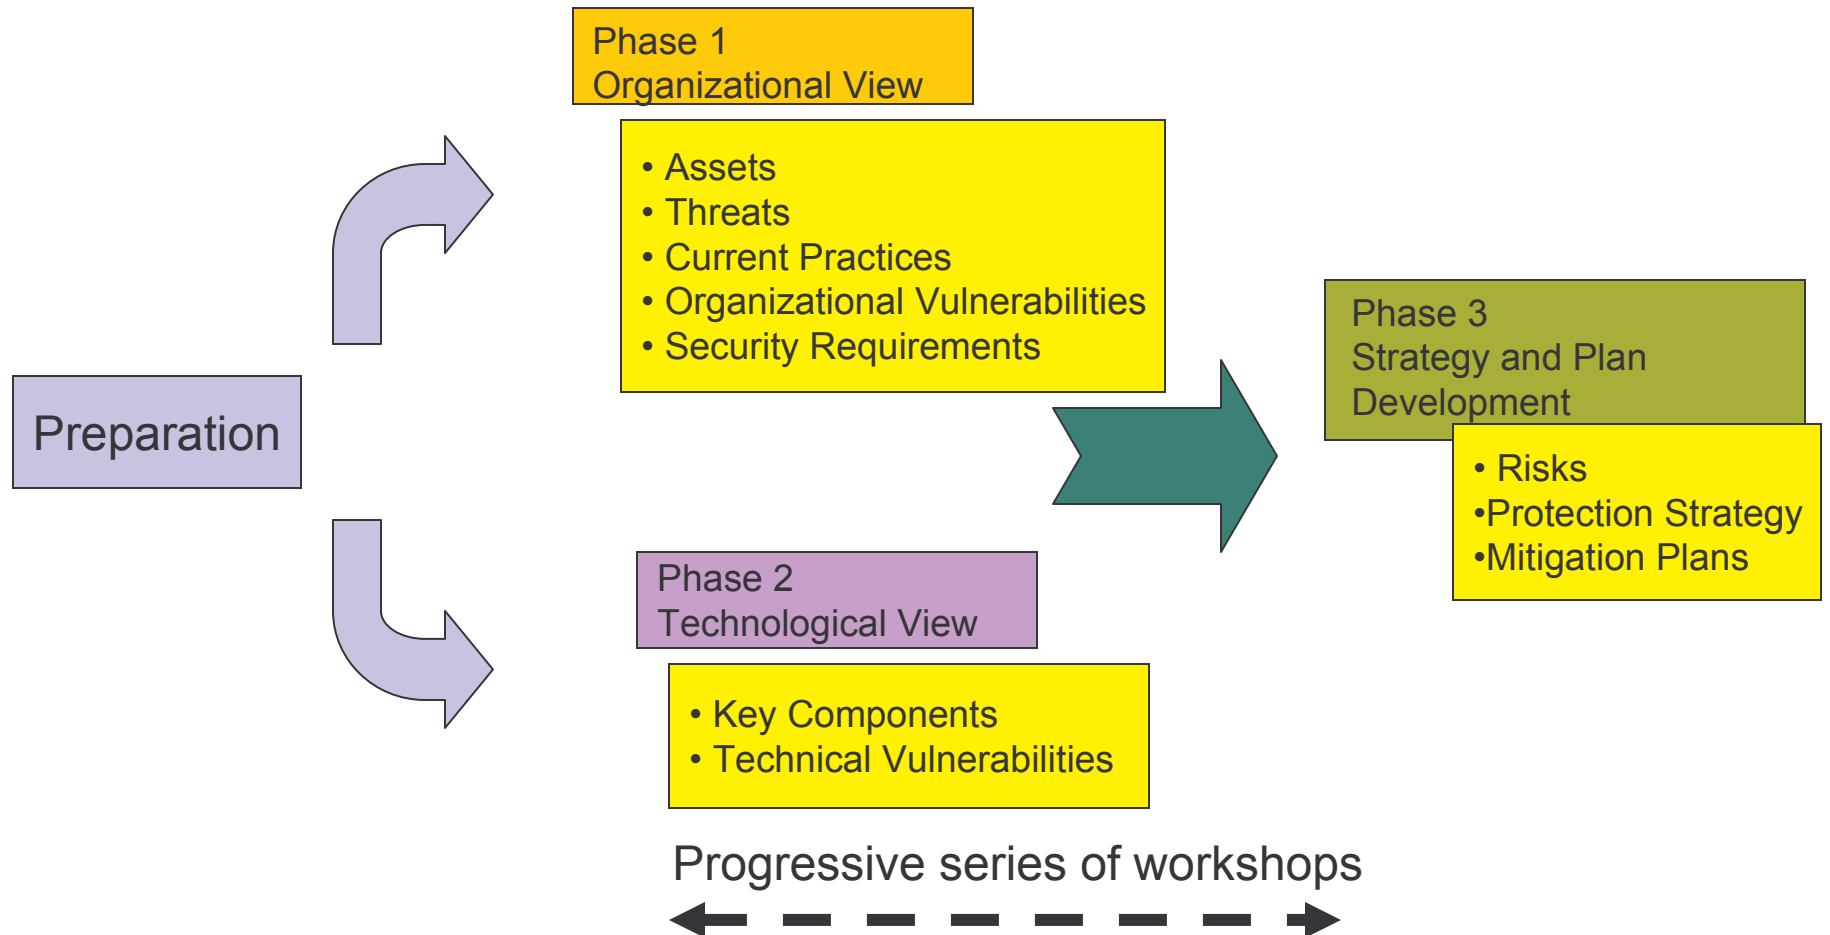 Phase 1
Organizational View
• Assets
• Threats
• Current Practices
• Organizational Vulnerabilities
• Security Requirements
Preparation
Phase 2
Technological View
• Key Components
• Technical Vulnerabilities
Phase 3
Strategy and Plan
Development
• Risks
•Protection Strategy
•Mitigation Plans
Progressive series of workshops